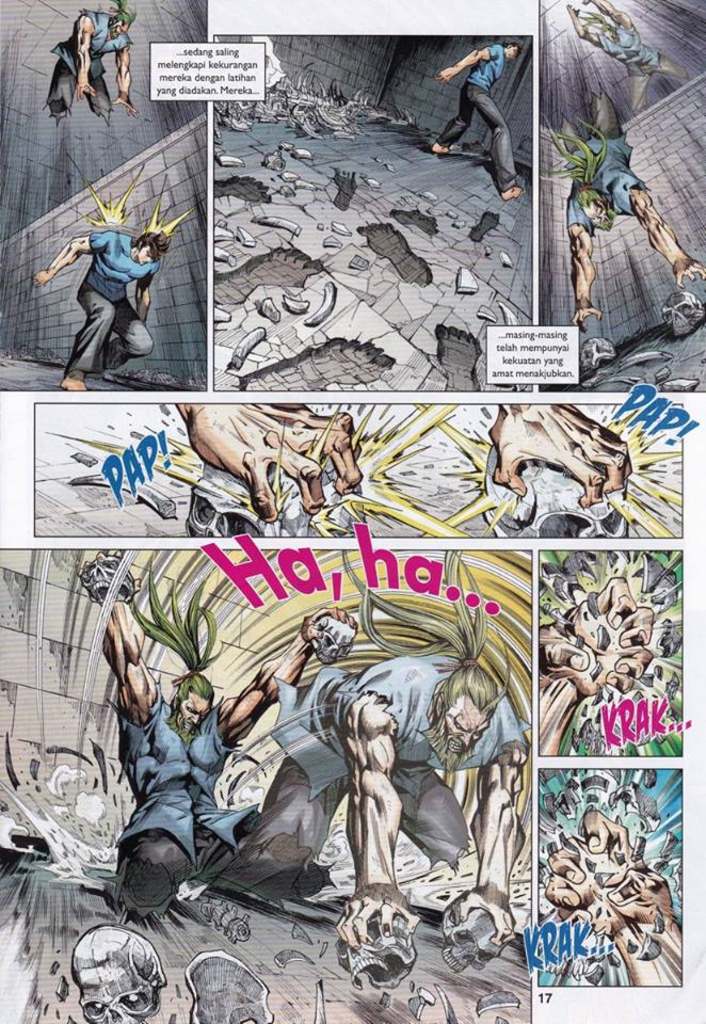 ...sedang saling
melengkapi kekurangan
mereka dengan latihan
yang diadakan. Mereka...
...masing-masing
telah mempunyai
kekuatan yang
amat menakjubkan.
PAP!
PAP!
Ha, ha...
KRAK...
KRAK...
17